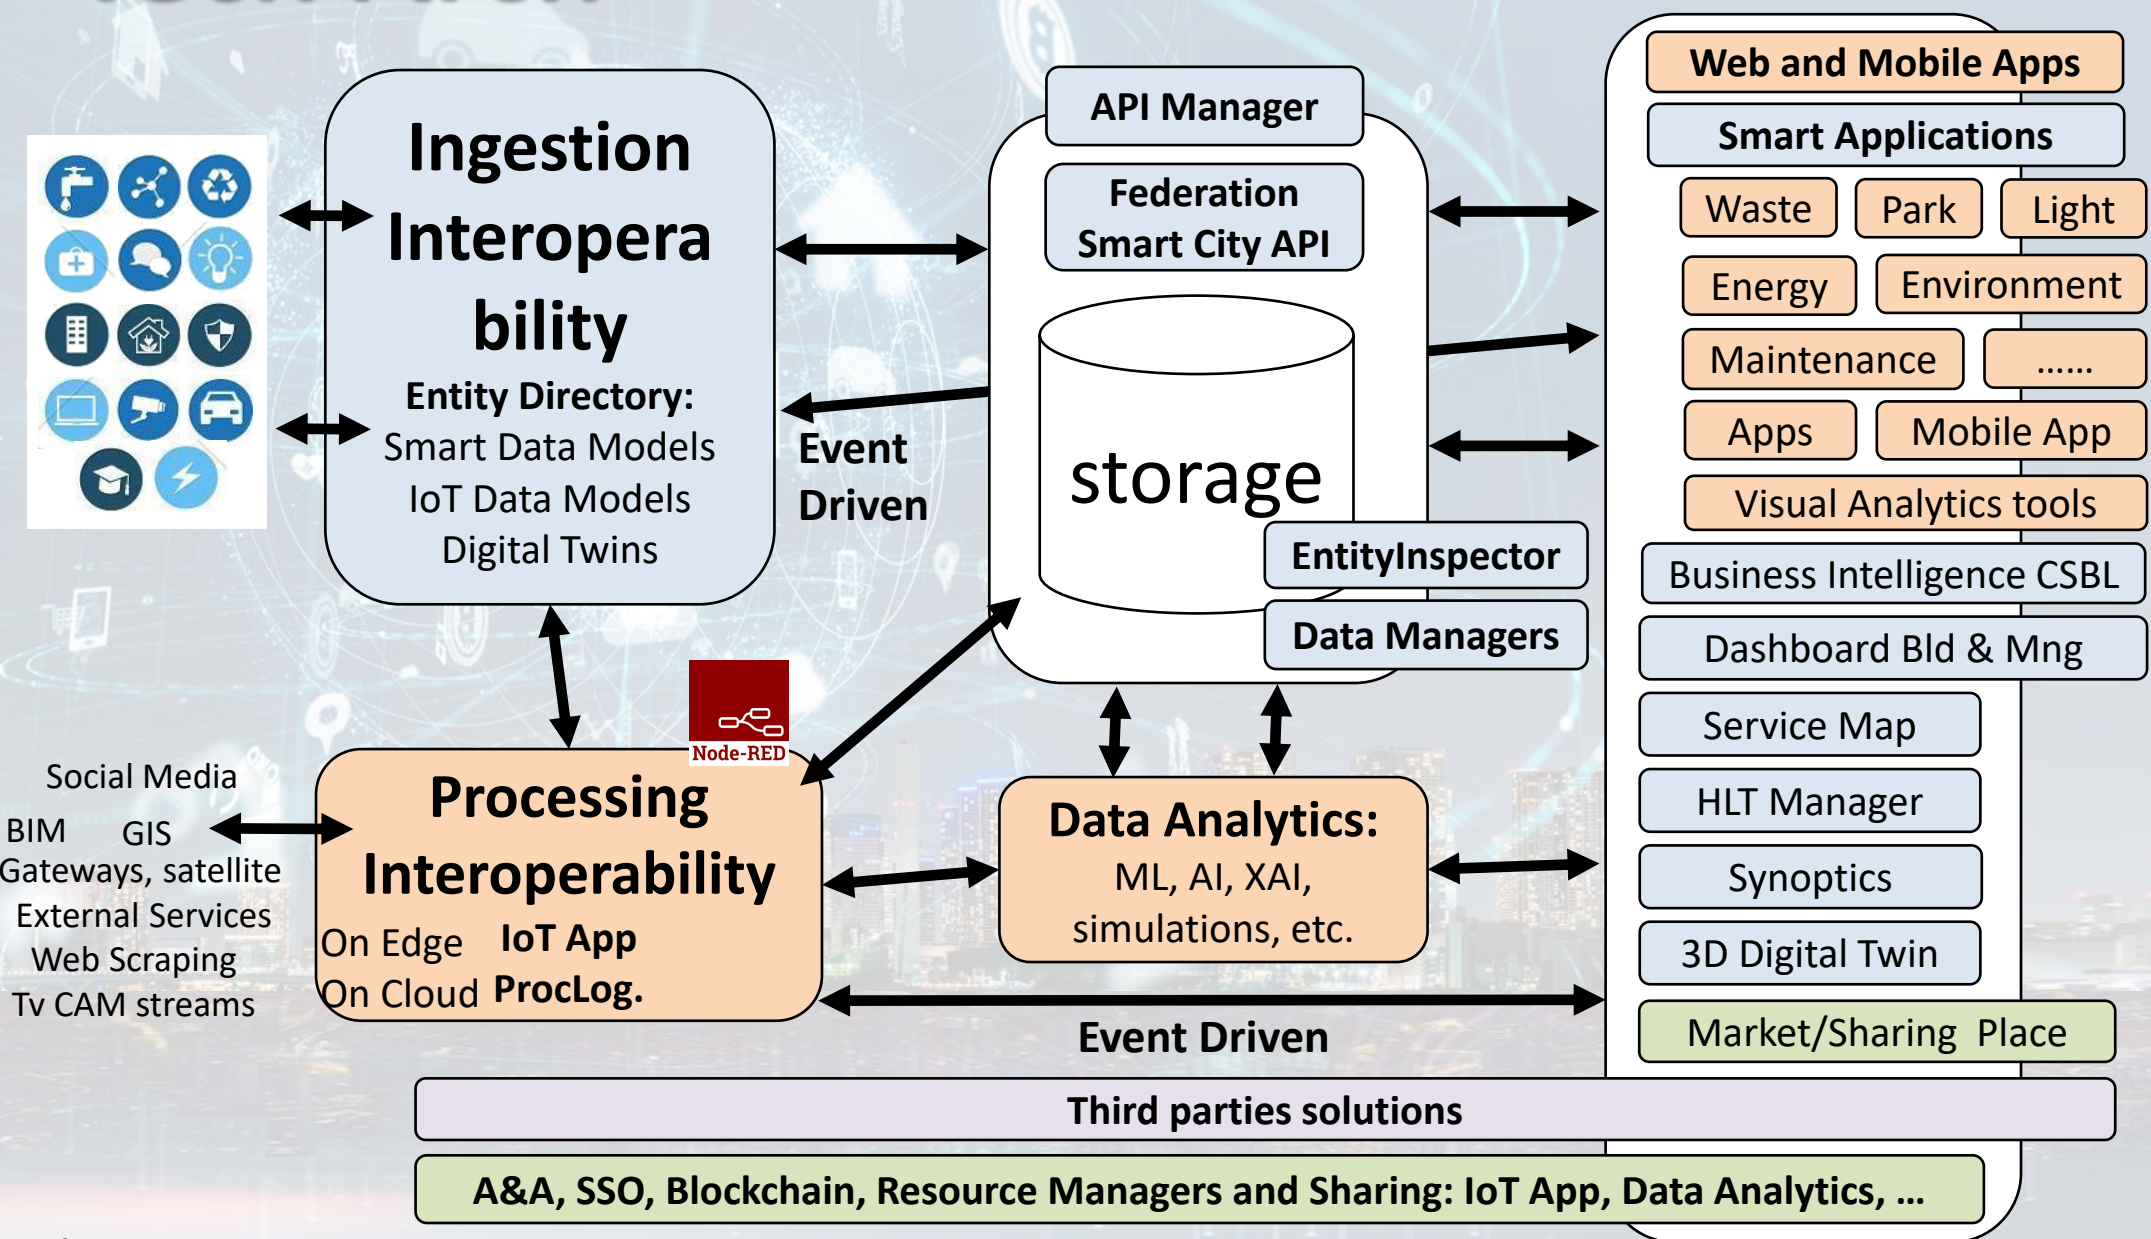 Ingestion
Interopera
bility
Entity Directory:
Smart Data Models
IoT Data Models
Digital Twins
Event
Driven
API Manager
Federation
Smart City API
storage
EntityInspector
Data Managers
Web and Mobile Apps
Smart Applications
Waste
Park
Light
Energy
Environment
Maintenance
......
Apps
Mobile App
Visual Analytics tools
Business Intelligence CSBL
Dashboard Bld & Mng
Service Map
HLT Manager
Synoptics
3D Digital Twin
Market/Sharing Place
Node-RED
Social Media
BIM GIS
Gateways, satellite
External Services
Web Scraping
Tv CAM streams
Processing
Interoperability
On Edge IoT App
On Cloud ProcLog.
Data Analytics:
ML, AI, XAI,
simulations, etc.
Event Driven
Third parties solutions
A&A, SSO, Blockchain, Resource Managers and Sharing: IoT App, Data Analytics, ...